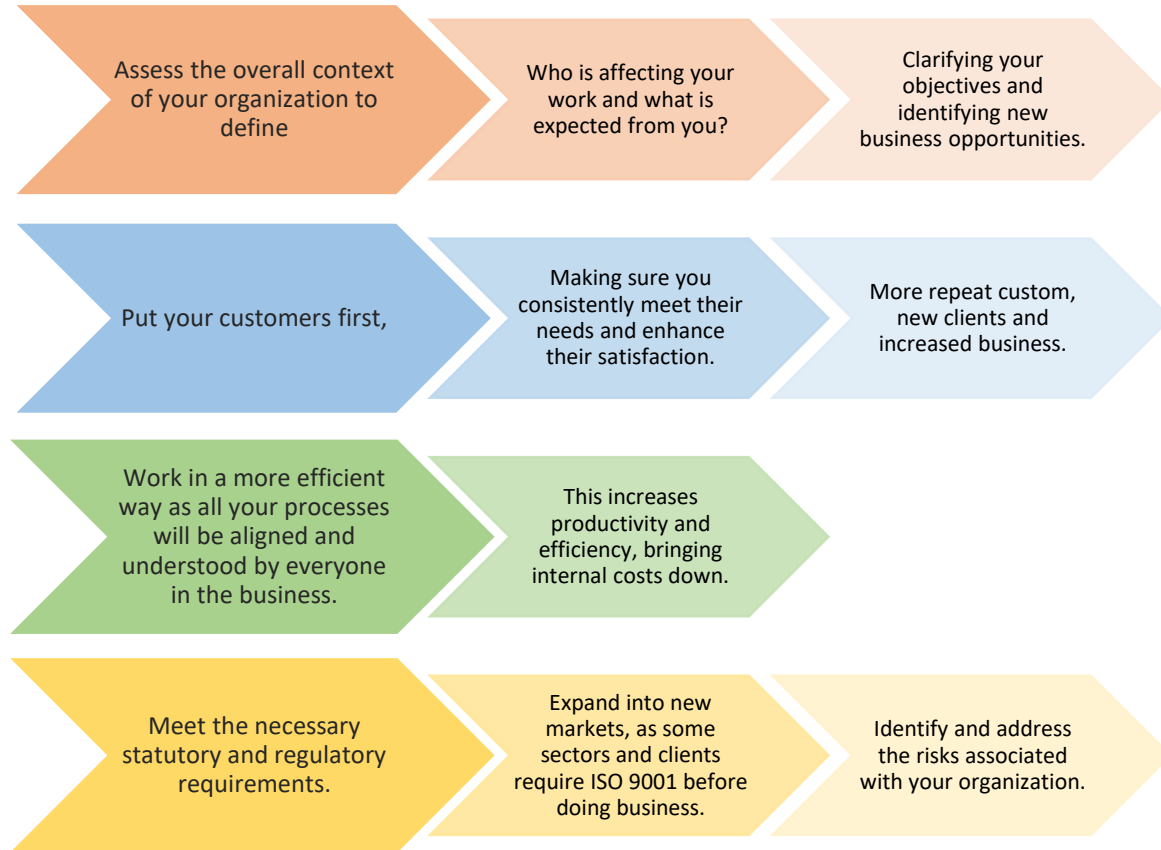 Assess the overall context
of your organization to
define
Who is affecting your
work and what is
expected from you?
Clarifying your
objectives and
identifying new
business opportunities.
Put your customers first,
Making sure you
consistently meet their
needs and enhance
their satisfaction.
More repeat custom,
new clients and
increased business.
Work in a more efficient
way as all your processes
will be aligned and
understood by everyone
in the business.
This increases
productivity and
efficiency, bringing
internal costs down.
Meet the necessary
statutory and regulatory
requirements.
Expand into new
markets, as some
sectors and clients
require ISO 9001 before
doing business.
Identify and address
the risks associated
with your organization.